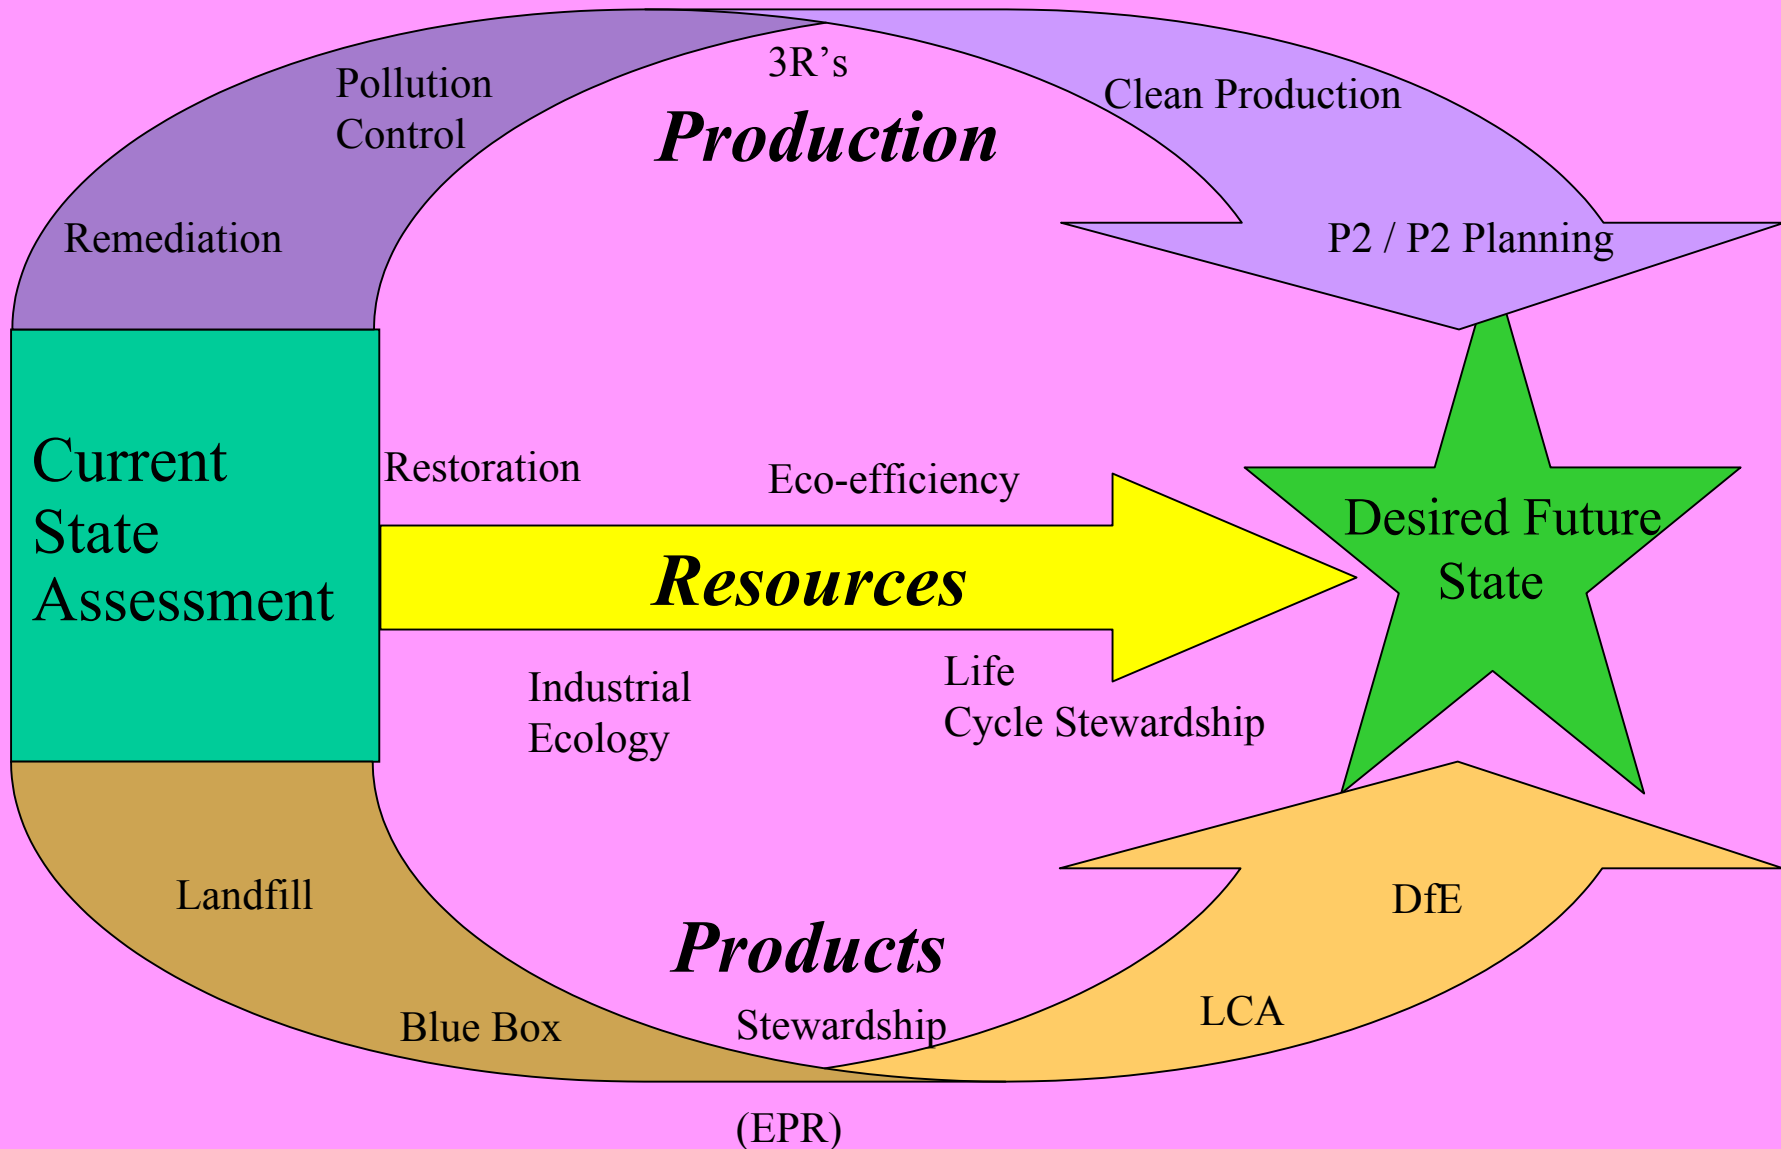 3R’s
Pollution
Control
Clean Production
Production
Remediation
P2 / P2 Planning
Current
State
Assessment
Restoration
Eco-efficiency
Resources
Desired Future
State
Industrial
Ecology
Life
Cycle Stewardship
Landfill
DfE
Products
Blue Box
Stewardship
LCA
(EPR)